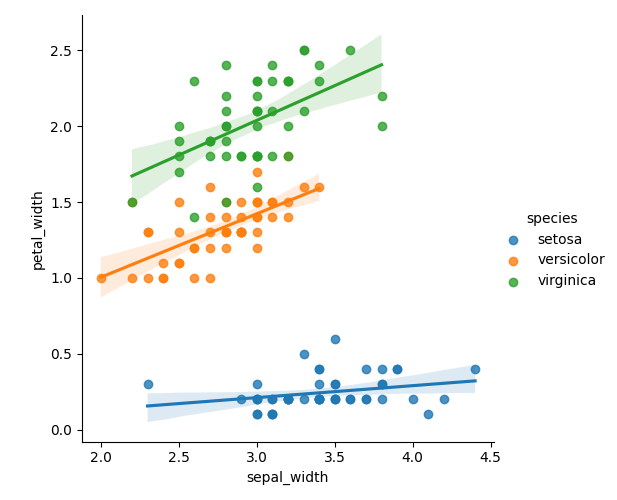 2.5
2.0
1.5
1.0
0.5
0.0
petal_width
2.0 2.5 3.0 3.5 4.0 4.5
sepal_width
species
setosa
versicolor
virginica